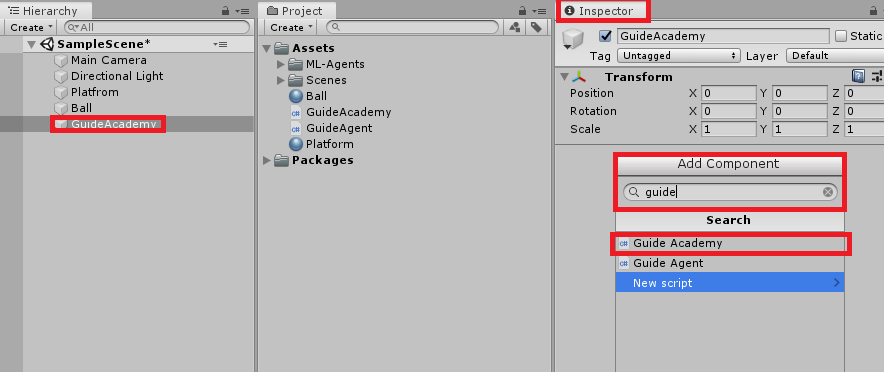 Hierarchy
Create
All
SampleScene*
Main Camera
Directional Light
Platfrom
Ball
GuideAcademy
Project
Create
Assets
ML-Agents
Scenes
Ball
GuideAcademy
GuideAgent
Platform
Packages
Inspector
GuideAcademy
Static
Tag Untagged Layer Default
Transform
Position X 0 Y 0 Z 0
Rotation X 0 Y 0 Z 0
Scale X 1 Y 1 Z 1
Add Component
guide
Search
Guide Academy
Guide Agent
New script